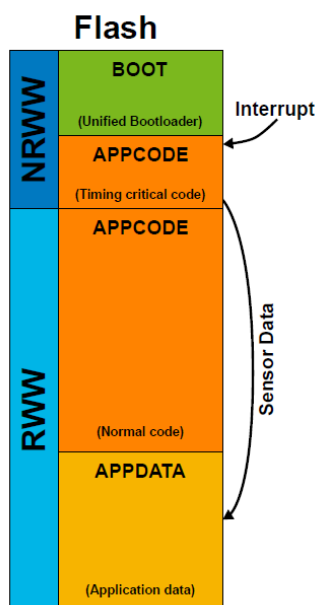 Flash
NRWW
BOOT
(Unified Bootloader)
Interrupt
APPCODE
(Timing critical code)
RWW
APPCODE
(Normal code)
Sensor Data
APPDATA
(Application data)